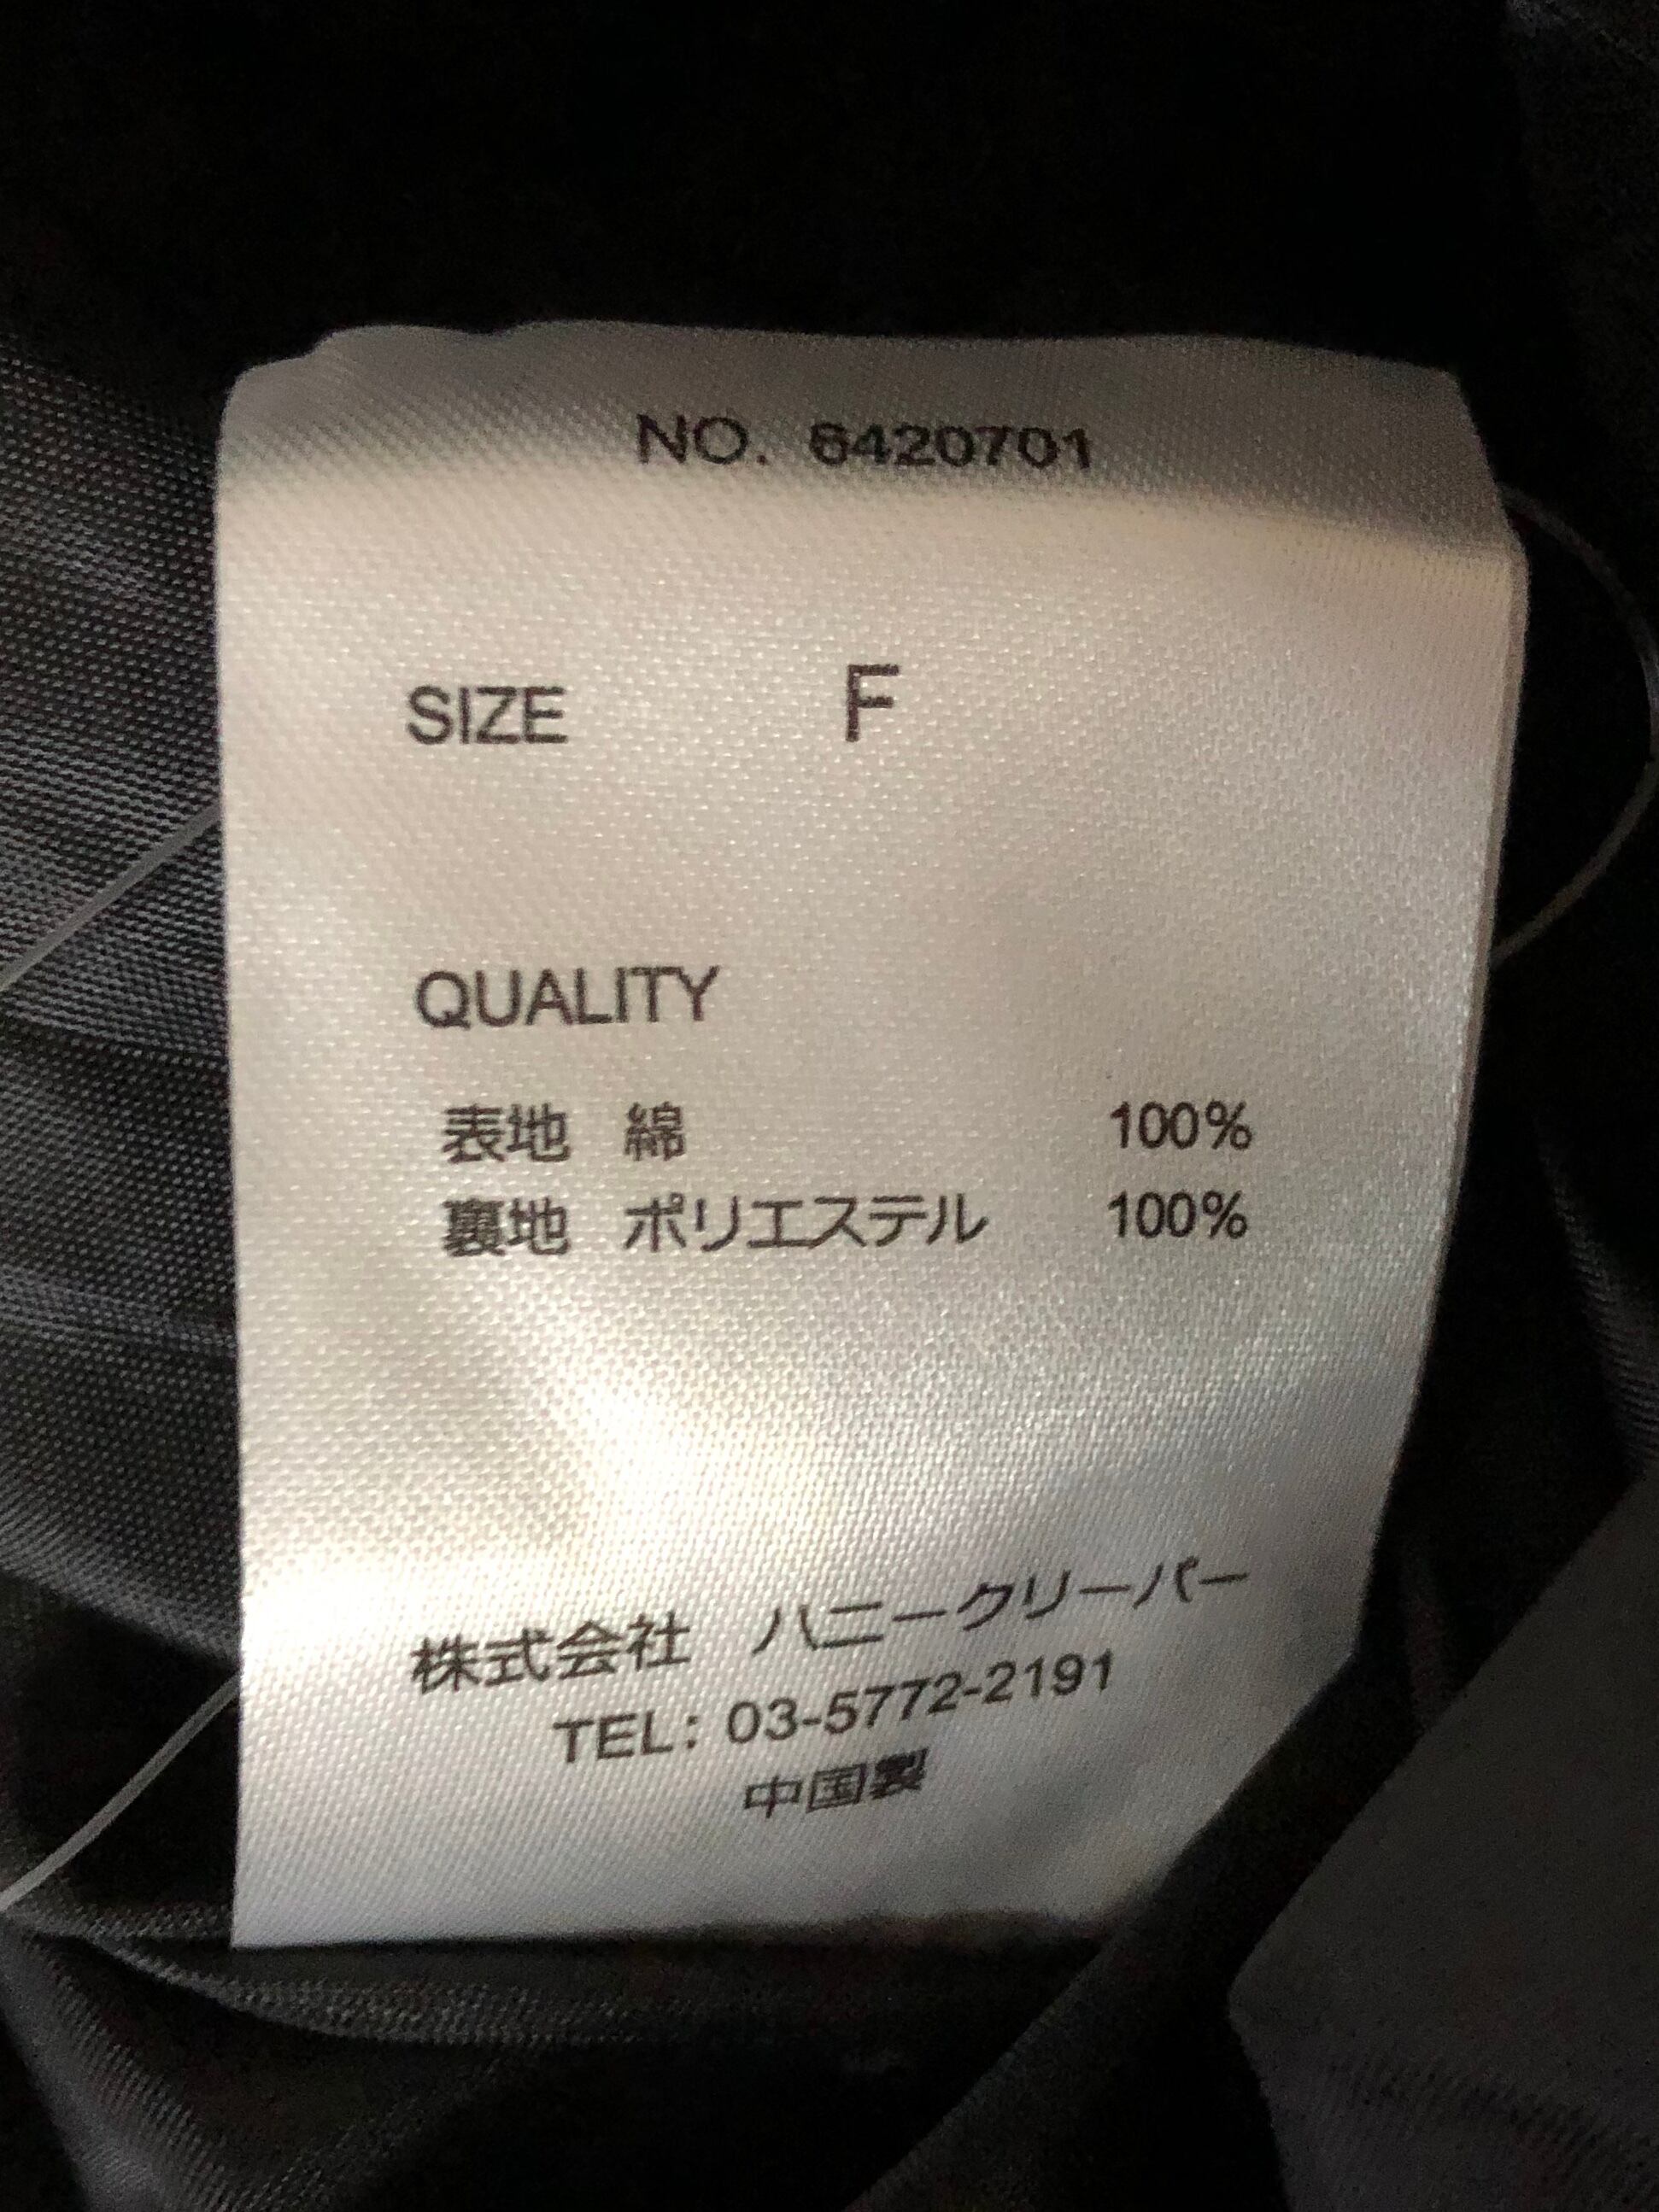 NO. 6420701
SIZE F
QUALITY
表地 綿 100%
裏地 ポリエステル 100%
株式会社 ハニークリーパー
TEL: 03-5772-2191
中国製